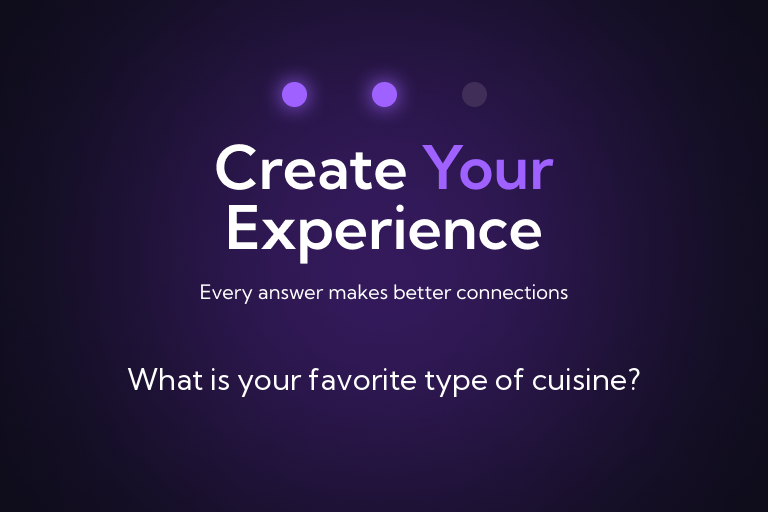 Create Your
Experience
Every answer makes better connections
What is your favorite type of cuisine?